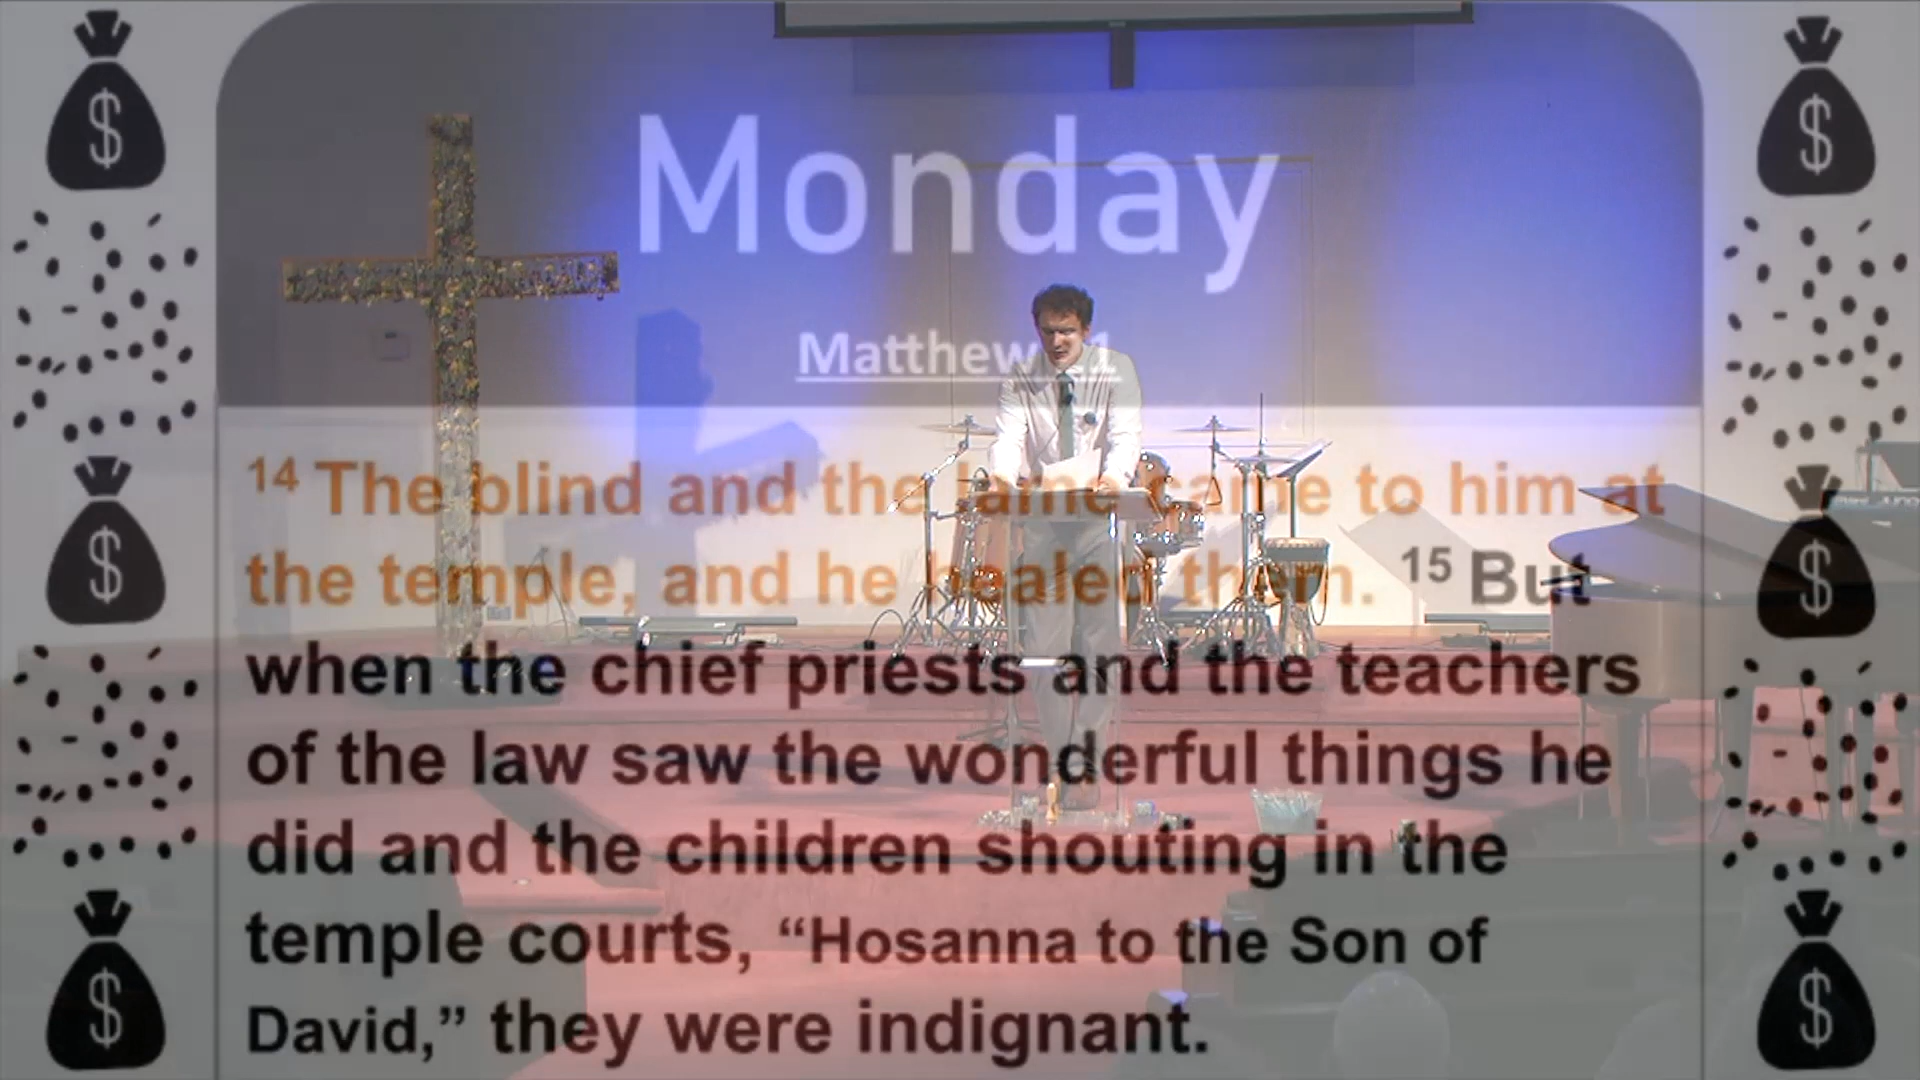 Monday
Matthew 21
14 The blind and the lame came to him at
the temple, and he healed them. 15 But
when the chief priests and the teachers
of the law saw the wonderful things he
did and the children shouting in the
temple courts, “Hosanna to the Son of
David,” they were indignant.
$
$
$
$
$
$